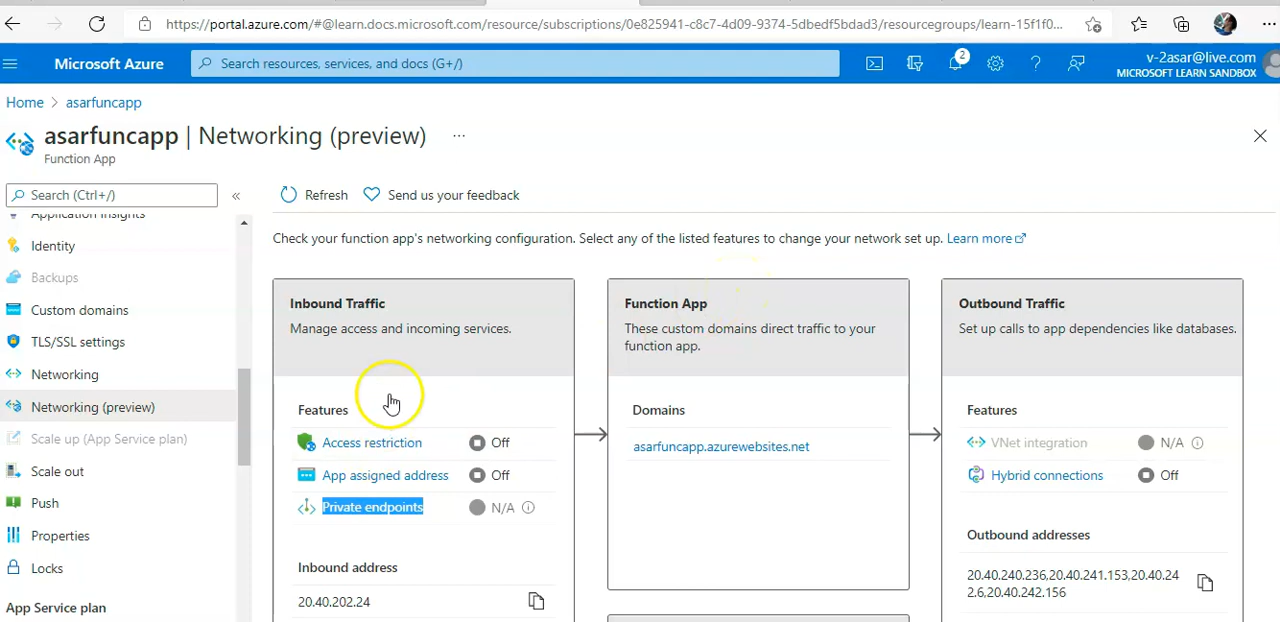 https://portal.azure.com/#@learn.docs.microsoft.com/resource/subscriptions/0e825941-c8c7-4d09-9374-5dbedf5bdad3/resourcegroups/learn-15f1f0...
Microsoft Azure
Search resources, services, and docs (G+/)
2
v-2asar@live.com
MICROSOFT LEARN SANDBOX
Home > asarfuncapp
asarfuncapp | Networking (preview) ...
Function App
Search (Ctrl+/)
«
Refresh
Send us your feedback
Application Insights
Identity
Backups
Custom domains
TLS/SSL settings
Networking
Networking (preview)
Scale up (App Service plan)
Scale out
Push
Properties
Locks
App Service plan
Check your function app's networking configuration. Select any of the listed features to change your network set up. Learn more
Inbound Traffic
Manage access and incoming services.
Features
Access restriction Off
App assigned address Off
Private endpoints N/A
Inbound address
20.40.202.24
Function App
These custom domains direct traffic to your
function app.
Domains
asarfuncapp.azurewebsites.net
Outbound Traffic
Set up calls to app dependencies like databases.
Features
VNet integration N/A
Hybrid connections Off
Outbound addresses
20.40.240.236,20.40.241.153,20.40.24
2.6,20.40.242.156